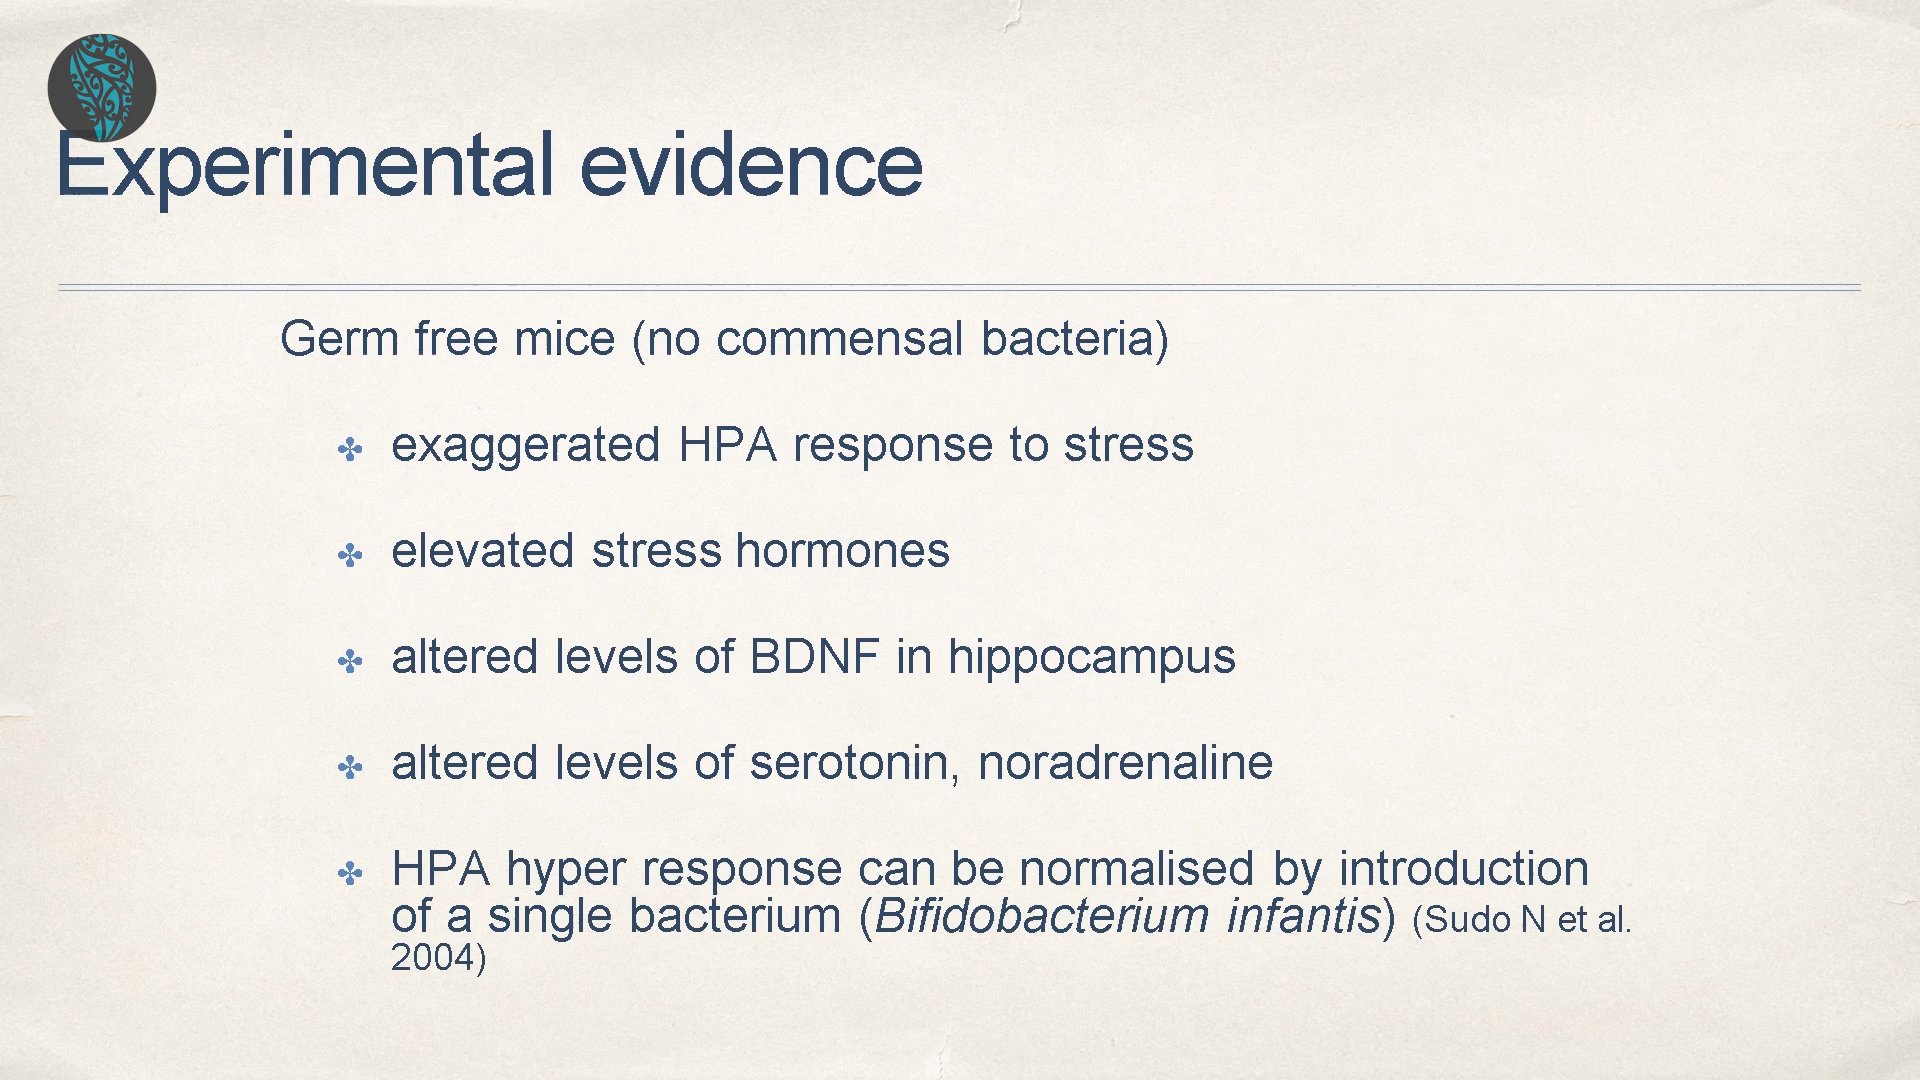 Experimental evidence
Germ free mice (no commensal bacteria)
✤ exaggerated HPA response to stress
✤ elevated stress hormones
✤ altered levels of BDNF in hippocampus
✤ altered levels of serotonin, noradrenaline
✤ HPA hyper response can be normalised by introduction
of a single bacterium (Bifidobacterium infantis) (Sudo N et al.
2004)